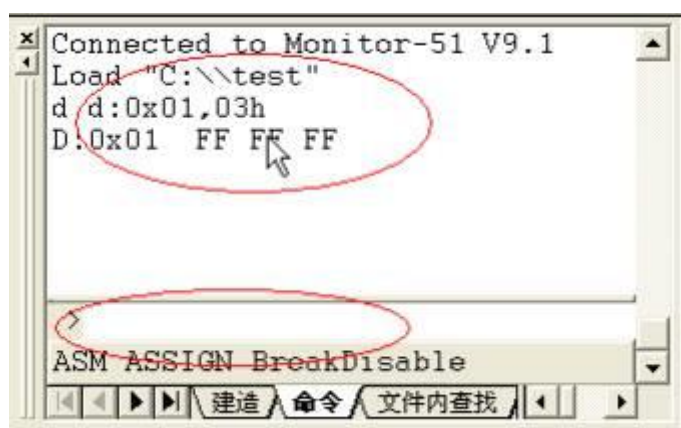 Connected to Monitor-51 V9.1
Load "C:\\test"
d d:0x01,03h
D:0x01 FF FF FF
>
ASM ASSIGN BreakDisable
建造 命令 文件内查找